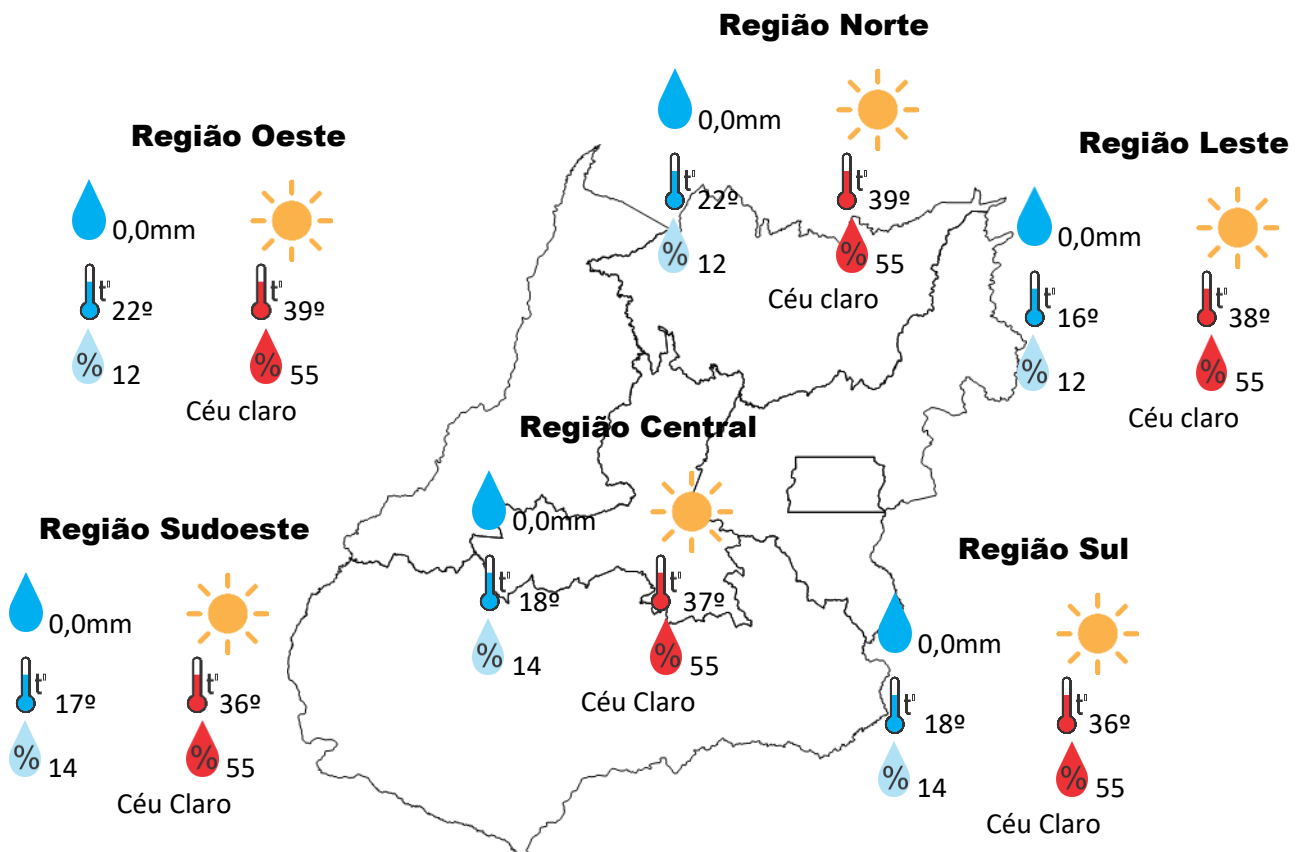 Região Norte
0,0mm
t°
22º
t°
39º
% 12
% 55
Céu claro
Região Oeste
0,0mm
t°
22º
t°
39º
% 12
% 55
Céu claro
Região Leste
0,0mm
t°
16º
t°
38º
% 12
% 55
Céu claro
Região Central
0,0mm
t°
18º
t°
37º
% 14
% 55
Céu Claro
Região Sudoeste
0,0mm
t°
17º
t°
36º
% 14
% 55
Céu Claro
Região Sul
0,0mm
t°
18º
t°
36º
% 14
% 55
Céu Claro